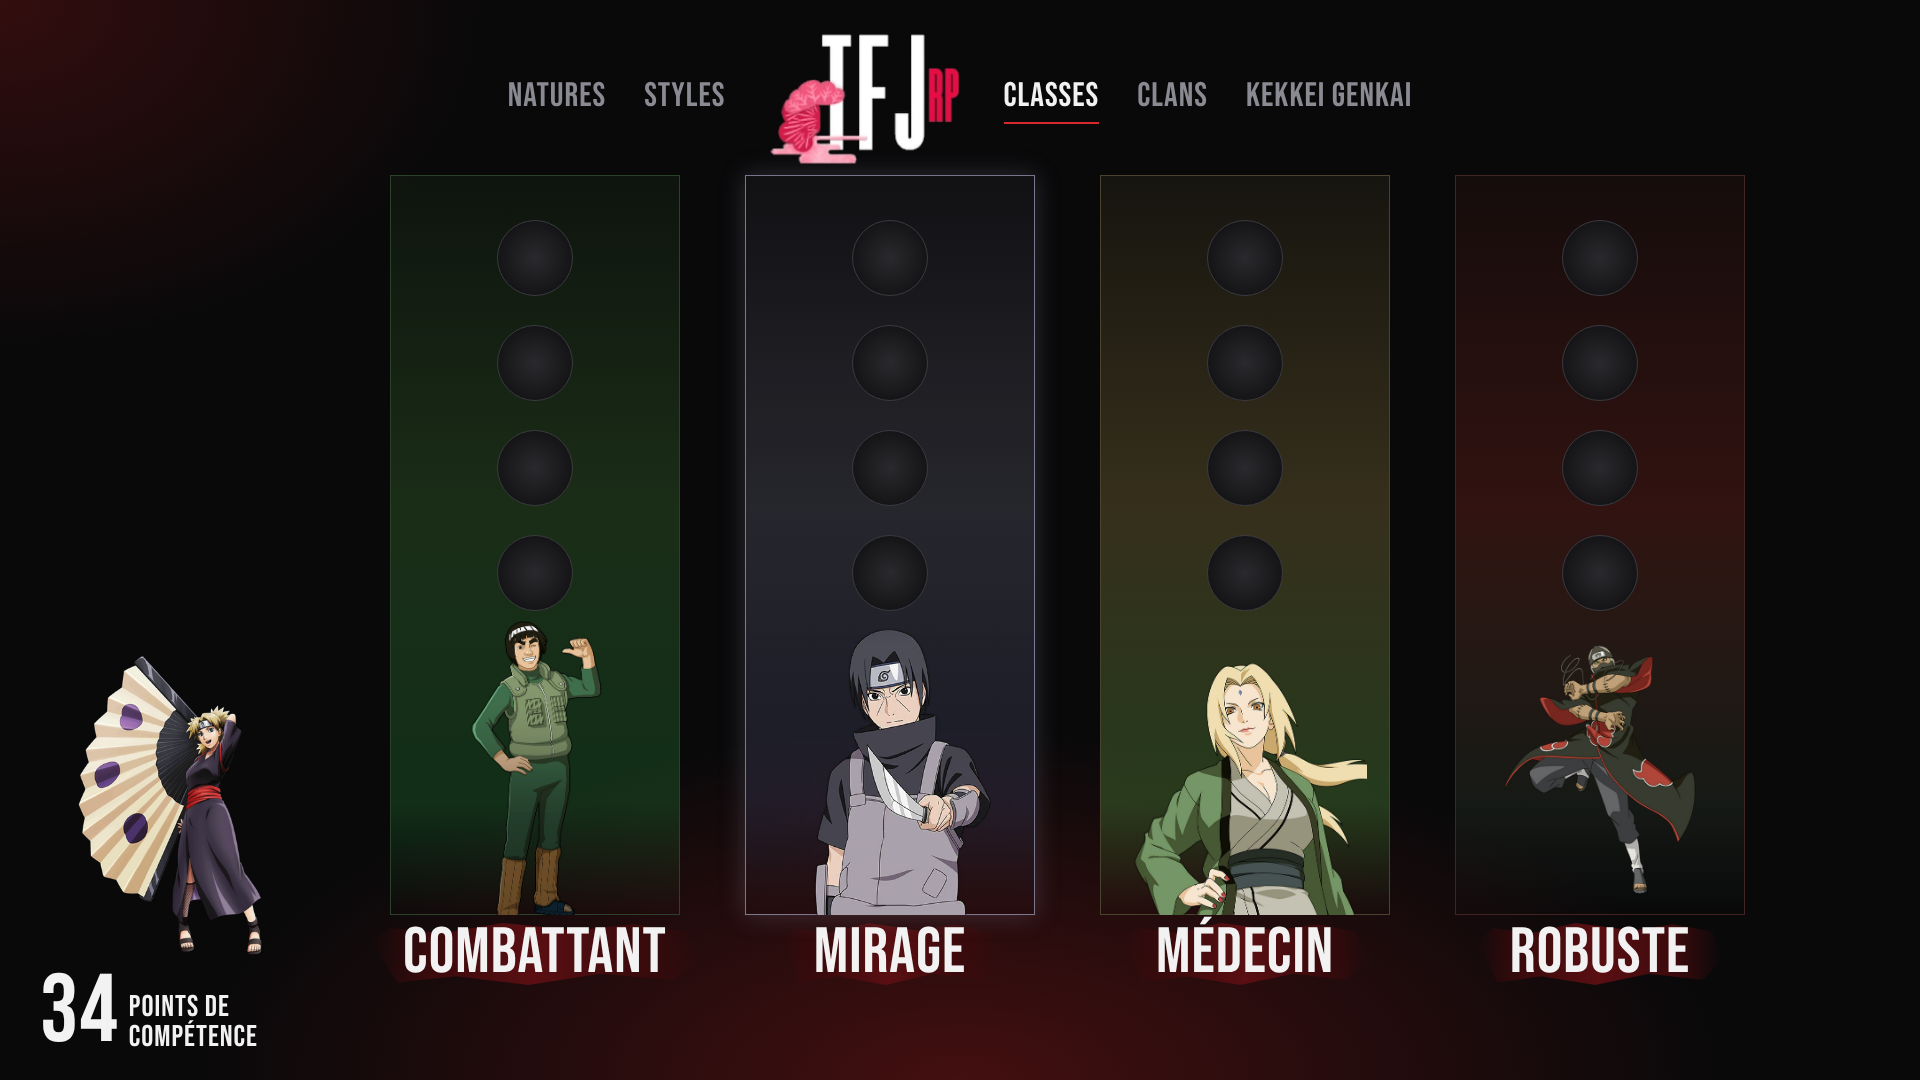 NATURES
STYLES
TFJ RP
CLASSES
CLANS
KEKKEI GENKAI
COMBATTANT
MIRAGE
MÉDECIN
ROBUSTE
34 POINTS DE
COMPÉTENCE